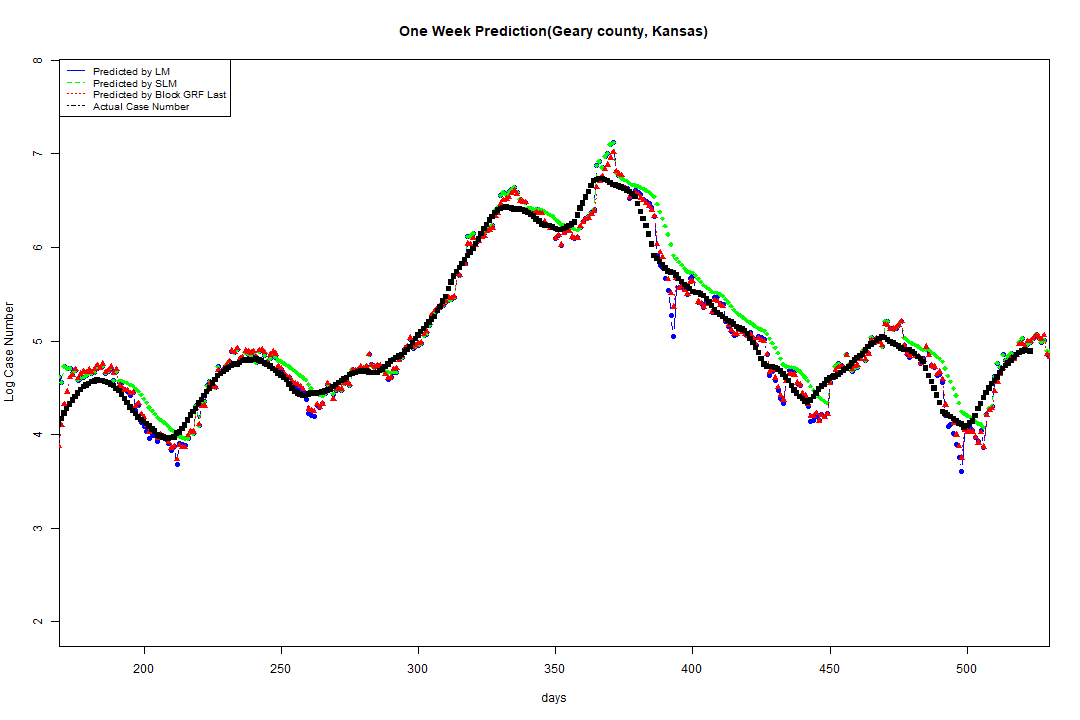 One Week Prediction(Geary county, Kansas)
Predicted by LM
Predicted by SLM
Predicted by Block GRF Last
Actual Case Number
8
7
6
5
4
3
2
Log Case Number
200 250 300 350 400 450 500
days